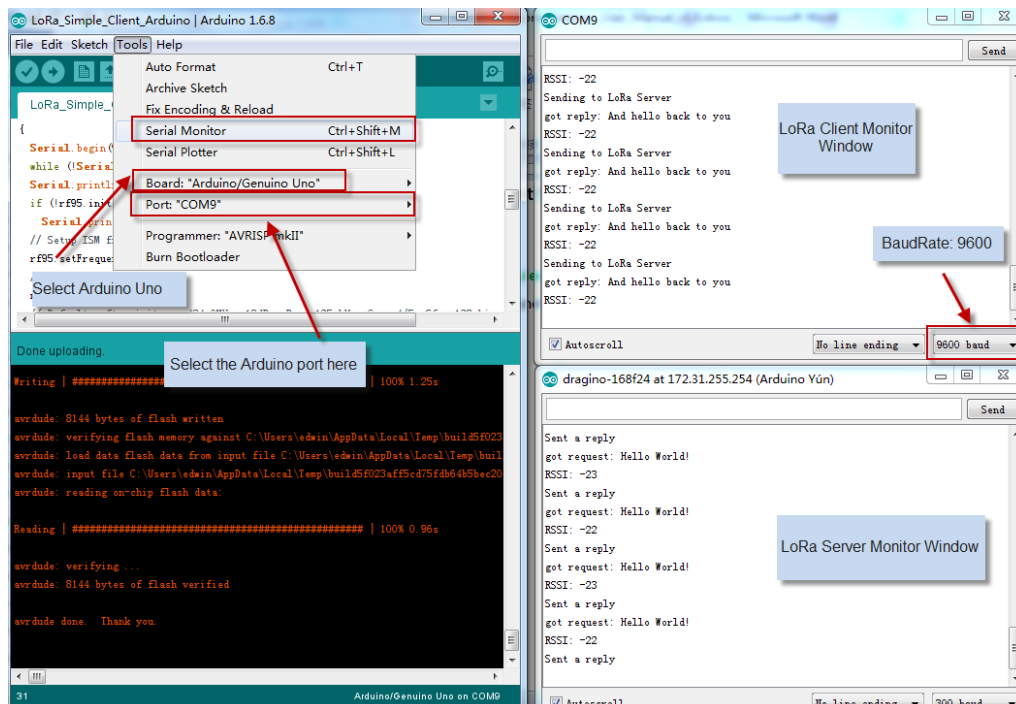 LoRa_Simple_Client_Arduino | Arduino 1.6.8
File Edit Sketch Tools Help
Auto Format Ctrl+T
Archive Sketch
Fix Encoding & Reload
Serial Monitor Ctrl+Shift+M
Serial Plotter Ctrl+Shift+L
Board: "Arduino/Genuino Uno"
Port: "COM9"
Programmer: "AVRISP mkII"
Burn Bootloader
LoRa_Simple_
{
Serial.begin(
while (!Serial
Serial.printl
if (!rf95.init
Serial.prin
// Setup ISM f
rf95.setFreque
Select Arduino Uno
Select the Arduino port here
Done uploading.
Writing | ################## | 100% 1.25s
avrdude: 8144 bytes of flash written
avrdude: verifying flash memory against C:\Users\edwin\AppData\Local\Temp\build5f023
avrdude: load data flash data from input file C:\Users\edwin\AppData\Local\Temp\buil
avrdude: input file C:\Users\edwin\AppData\Local\Temp\build5f023aff5cd75fdb64b5bec20
avrdude: reading on-chip flash data:
Reading | ################################################## | 100% 0.96s
avrdude: verifying ...
avrdude: 8144 bytes of flash verified
avrdude done.  Thank you.
31 Arduino/Genuino Uno on COM9
COM9
Send
RSSI: -22
Sending to LoRa Server
got reply: And hello back to you
RSSI: -22
Sending to LoRa Server
got reply: And hello back to you
RSSI: -22
Sending to LoRa Server
got reply: And hello back to you
RSSI: -22
Sending to LoRa Server
got reply: And hello back to you
RSSI: -22
LoRa Client Monitor
Window
BaudRate: 9600
Autoscroll No line ending 9600 baud
dragino-168f24 at 172.31.255.254 (Arduino Yún)
Send
Sent a reply
got request: Hello World!
RSSI: -23
Sent a reply
got request: Hello World!
RSSI: -22
Sent a reply
got request: Hello World!
RSSI: -23
Sent a reply
got request: Hello World!
RSSI: -22
Sent a reply
LoRa Server Monitor Window
Autoscroll No line ending 300 baud